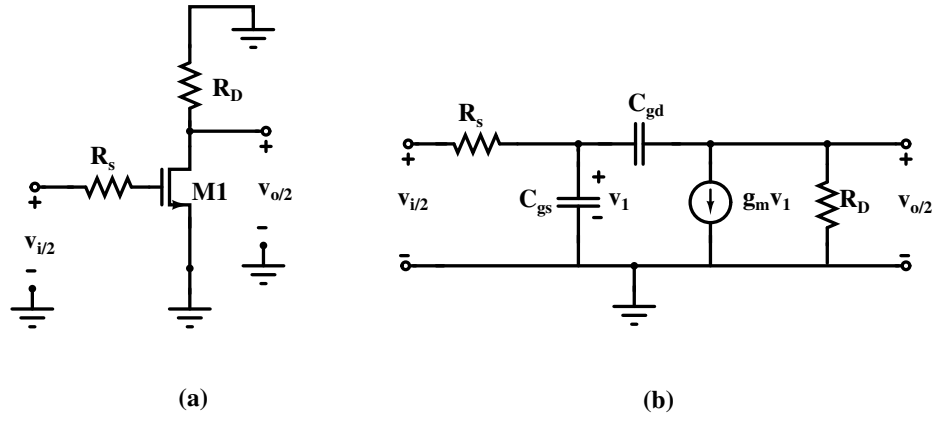 R_D
R_s
M1
+
+
v_i/2
v_o/2
-
-
(a)
R_s
C_gd
+
+
+
v_i/2
C_gs
v_1
g_m v_1
R_D
v_o/2
-
-
-
(b)